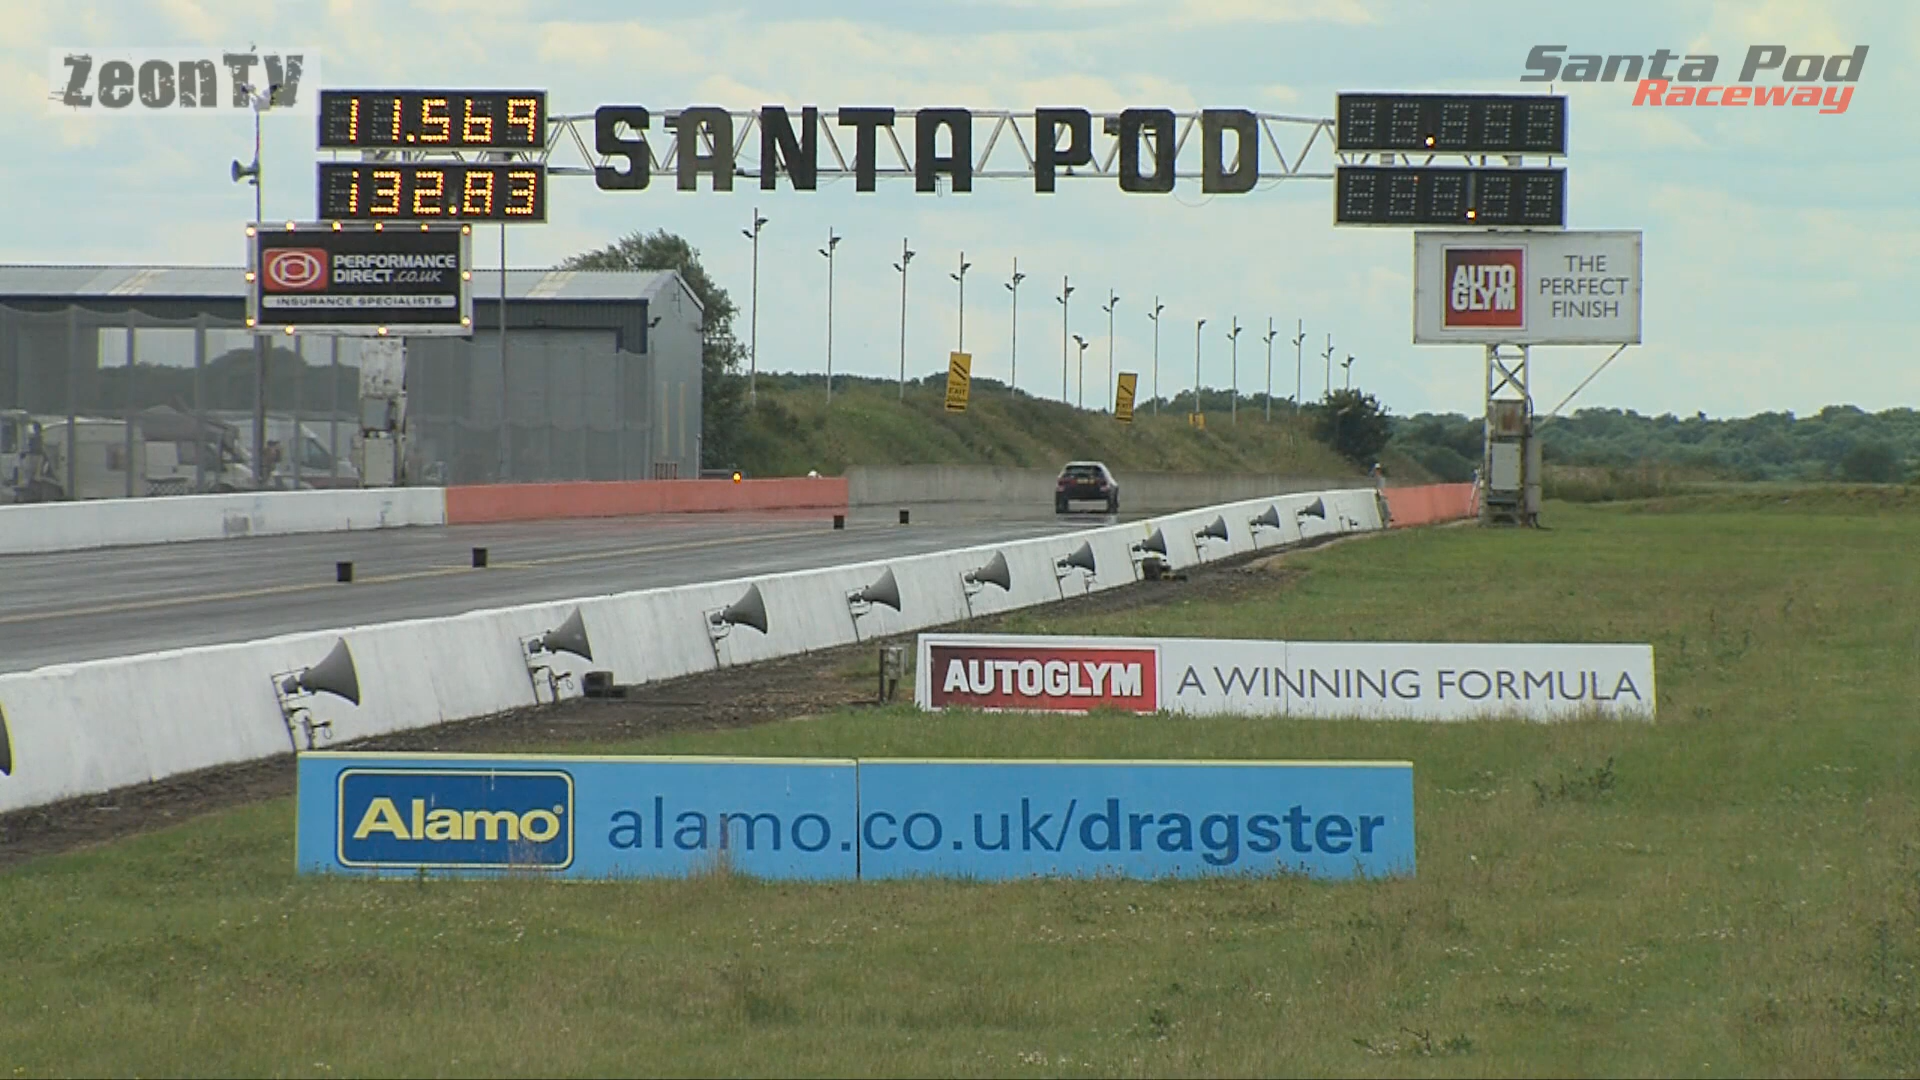 ZeonTV
Santa Pod
Raceway
11.569
132.83
SANTA POD
PERFORMANCE
DIRECT.co.uk
INSURANCE SPECIALISTS
AUTO
GLYM
THE
PERFECT
FINISH
AUTOGLYM A WINNING FORMULA
Alamo® alamo.co.uk/dragster